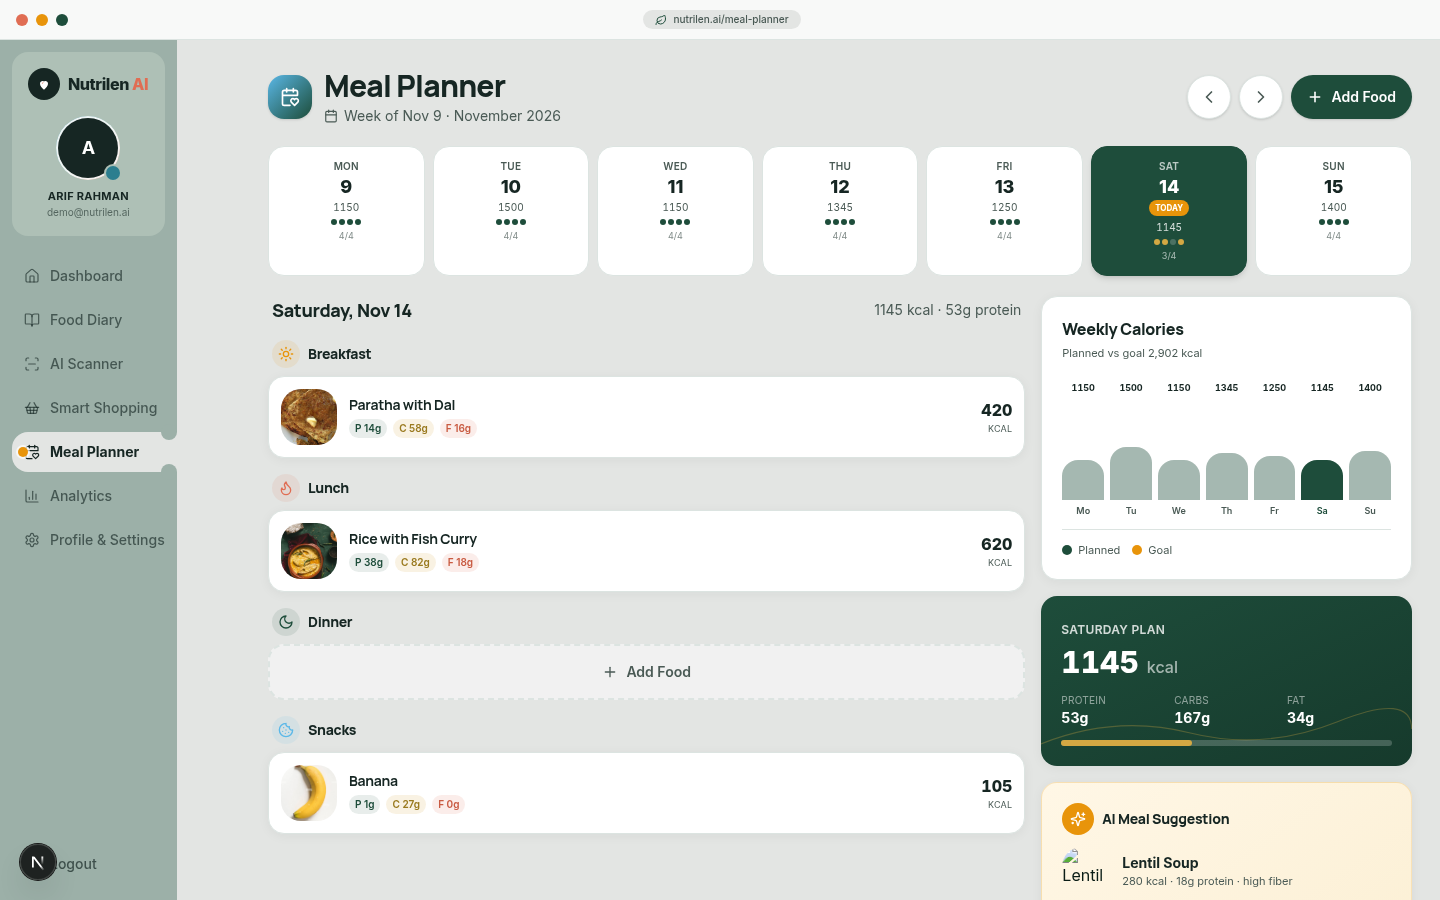 nutrilen.ai/meal-planner
Nutrilen AI
A
ARIF RAHMAN
demo@nutrilen.ai
Dashboard
Food Diary
AI Scanner
Smart Shopping
Meal Planner
Analytics
Profile & Settings
N
ogout
Meal Planner
Week of Nov 9 · November 2026
Add Food
MON
9
1150
4/4
TUE
10
1500
4/4
WED
11
1150
4/4
THU
12
1345
4/4
FRI
13
1250
4/4
SAT
14
TODAY
1145
3/4
SUN
15
1400
4/4
Saturday, Nov 14
1145 kcal · 53g protein
Breakfast
Paratha with Dal
P 14g C 58g F 16g
420
KCAL
Lunch
Rice with Fish Curry
P 38g C 82g F 18g
620
KCAL
Dinner
Add Food
Snacks
Banana
P 1g C 27g F 0g
105
KCAL
Weekly Calories
Planned vs goal 2,902 kcal
1150 1500 1150 1345 1250 1145 1400
Mo Tu We Th Fr Sa Su
Planned Goal
SATURDAY PLAN
1145 kcal
PROTEIN CARBS FAT
53g 167g 34g
AI Meal Suggestion
Lentil
Lentil Soup
280 kcal · 18g protein · high fiber